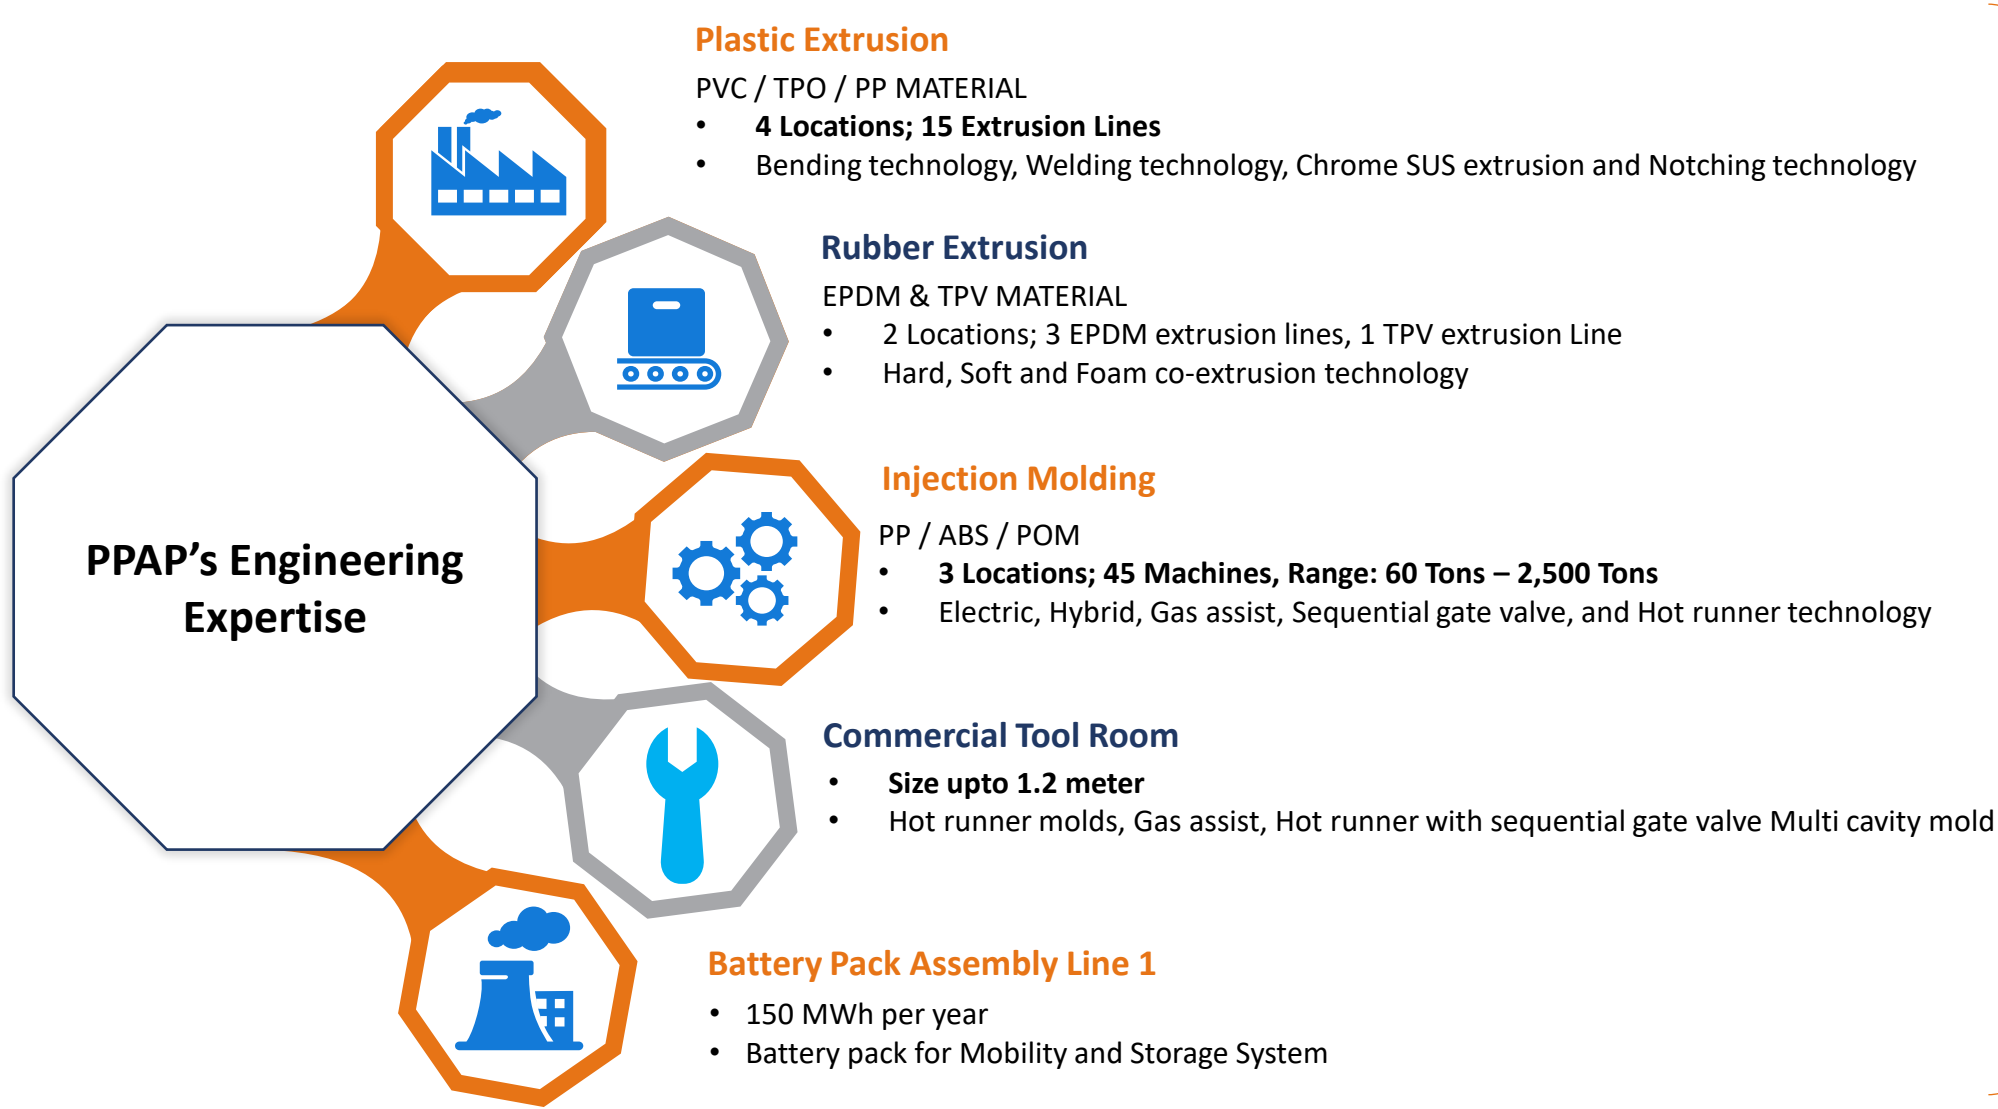 Plastic Extrusion
PVC / TPO / PP MATERIAL
• 4 Locations; 15 Extrusion Lines
• Bending technology, Welding technology, Chrome SUS extrusion and Notching technology
Rubber Extrusion
EPDM & TPV MATERIAL
• 2 Locations; 3 EPDM extrusion lines, 1 TPV extrusion Line
• Hard, Soft and Foam co-extrusion technology
Injection Molding
PP / ABS / POM
• 3 Locations; 45 Machines, Range: 60 Tons – 2,500 Tons
• Electric, Hybrid, Gas assist, Sequential gate valve, and Hot runner technology
PPAP’s Engineering
Expertise
Commercial Tool Room
• Size upto 1.2 meter
• Hot runner molds, Gas assist, Hot runner with sequential gate valve Multi cavity mold
Battery Pack Assembly Line 1
• 150 MWh per year
• Battery pack for Mobility and Storage System